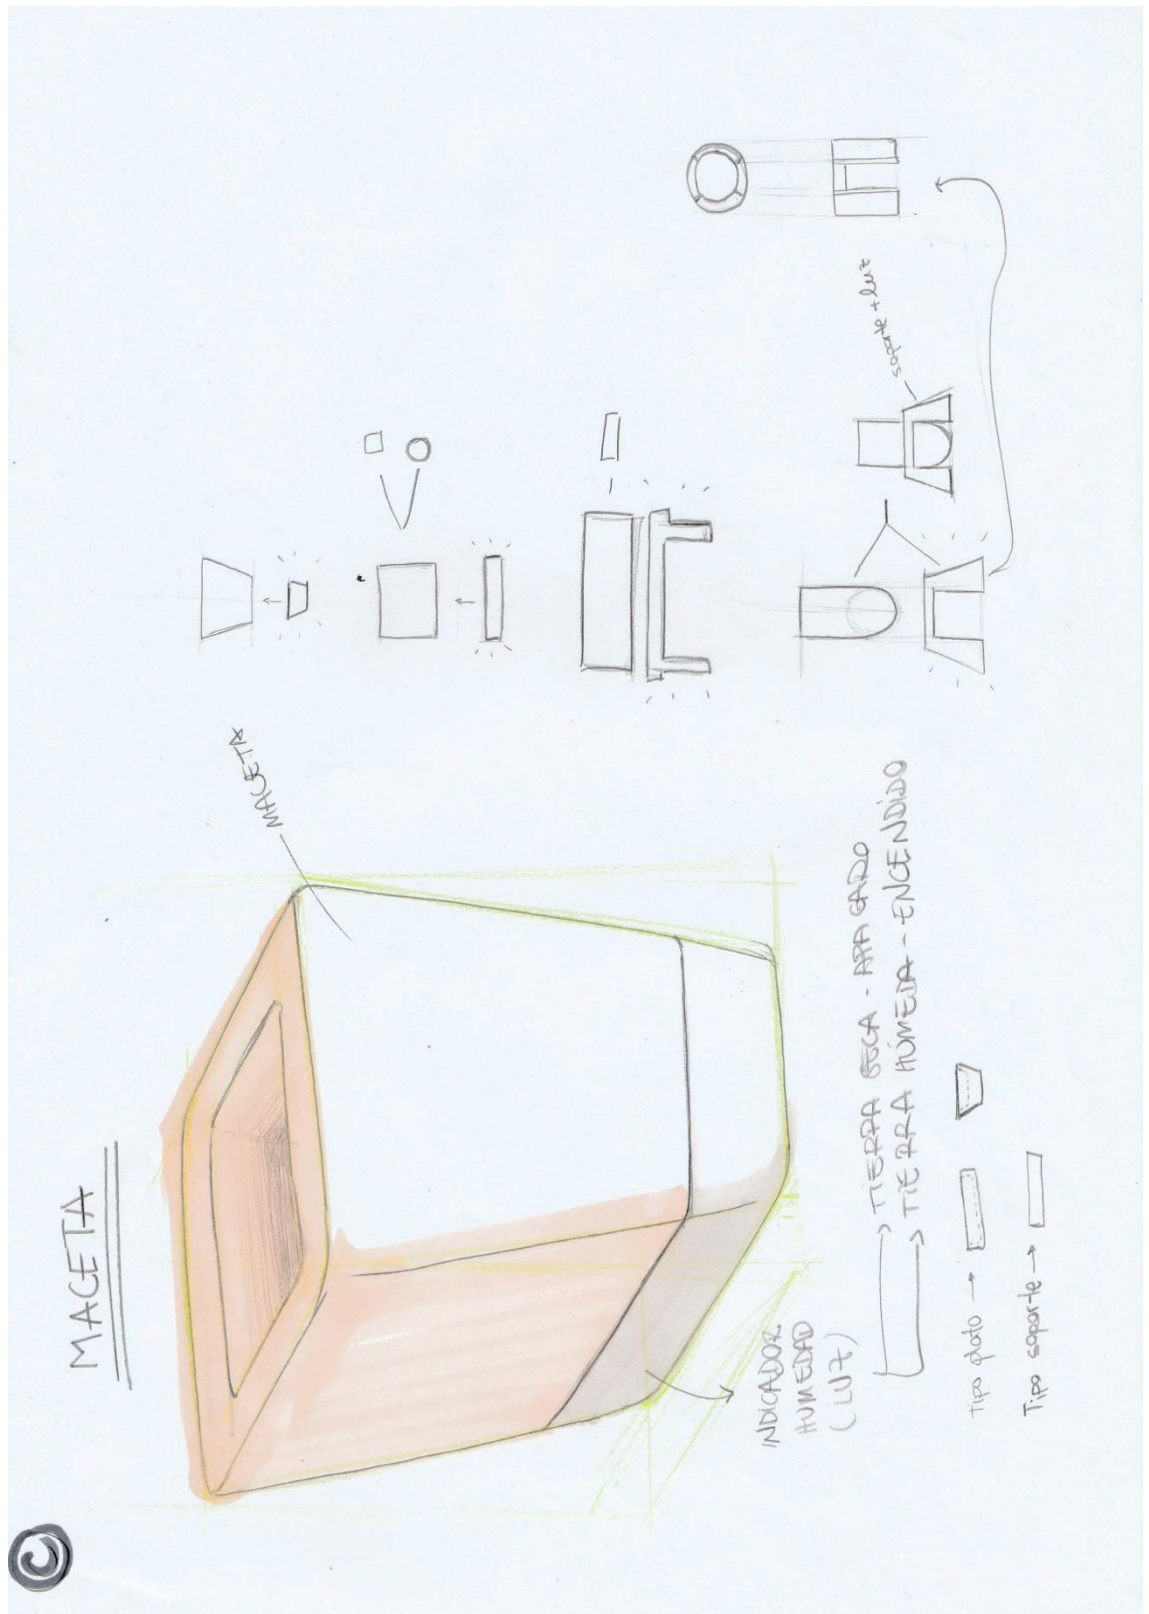 ©
MACETA
MACETA
INDICADOR
HUMEDAD
(LUZ)
TIERRA SECA - APAGADO
TIERRA HÚMEDA - ENCENDIDO
Tipo plato
Tipo soporte
soporte + luz